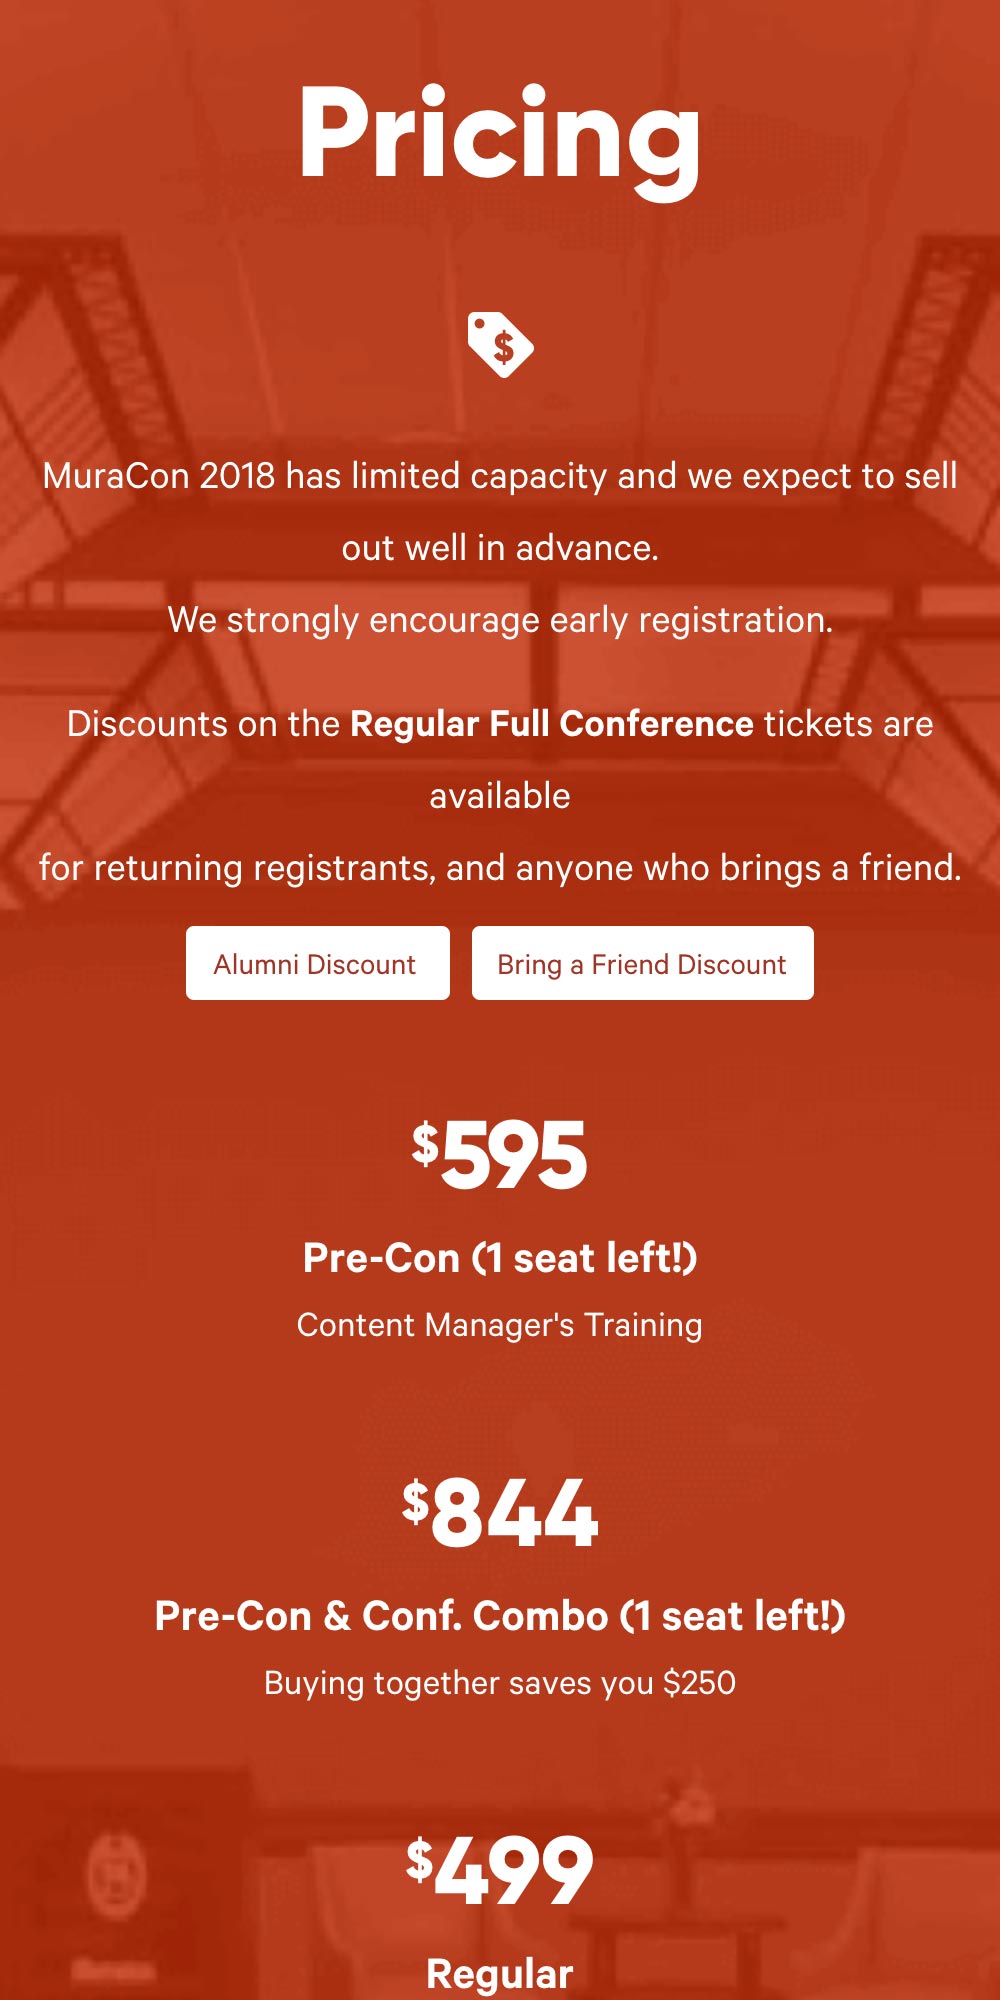 Pricing
$
MuraCon 2018 has limited capacity and we expect to sell
out well in advance.
We strongly encourage early registration.
Discounts on the Regular Full Conference tickets are
available
for returning registrants, and anyone who brings a friend.
Alumni Discount
Bring a Friend Discount
$595
Pre-Con (1 seat left!)
Content Manager's Training
$844
Pre-Con & Conf. Combo (1 seat left!)
Buying together saves you $250
$499
Regular